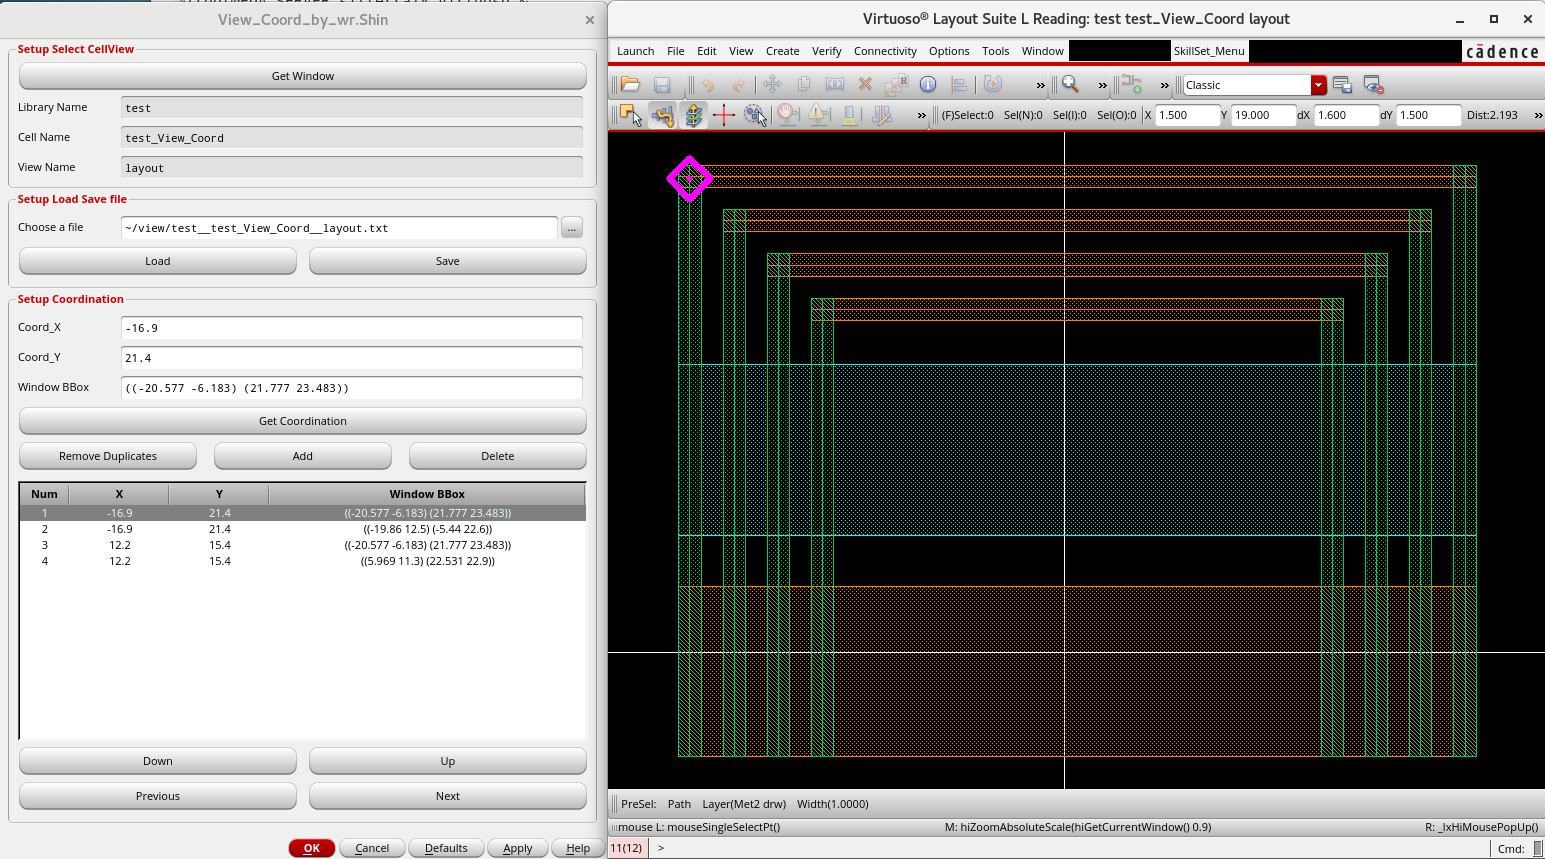 View_Coord_by_wr.Shin
Setup Select CellView
Get Window
Library Name test
Cell Name test_View_Coord
View Name layout
Setup Load Save file
Choose a file ~/view/test__test_View_Coord__layout.txt ...
Load Save
Setup Coordination
Coord_X -16.9
Coord_Y 21.4
Window BBox ((-20.577 -6.183) (21.777 23.483))
Get Coordination
Remove Duplicates Add Delete
Num X Y Window BBox
1 -16.9 21.4 ((-20.577 -6.183) (21.777 23.483))
2 -16.9 21.4 ((-19.86 12.5) (-5.44 22.6))
3 12.2 15.4 ((-20.577 -6.183) (21.777 23.483))
4 12.2 15.4 ((5.969 11.3) (22.531 22.9))
Down Up
Previous Next
OK Cancel Defaults Apply Help
Virtuoso® Layout Suite L Reading: test test_View_Coord layout
Launch File Edit View Create Verify Connectivity Options Tools Window SkillSet_Menu cādence
» » » Classic
» (F)Select:0 Sel(N):0 Sel(I):0 Sel(O):0 X 1.500 Y 19.000 dX 1.600 dY 1.500 Dist:2.193 »
PreSel: Path Layer(Met2 drw) Width(1.0000)
mouse L: mouseSingleSelectPt() M: hiZoomAbsoluteScale(hiGetCurrentWindow() 0.9) R: _lxHiMousePopUp()
11(12) > Cmd: